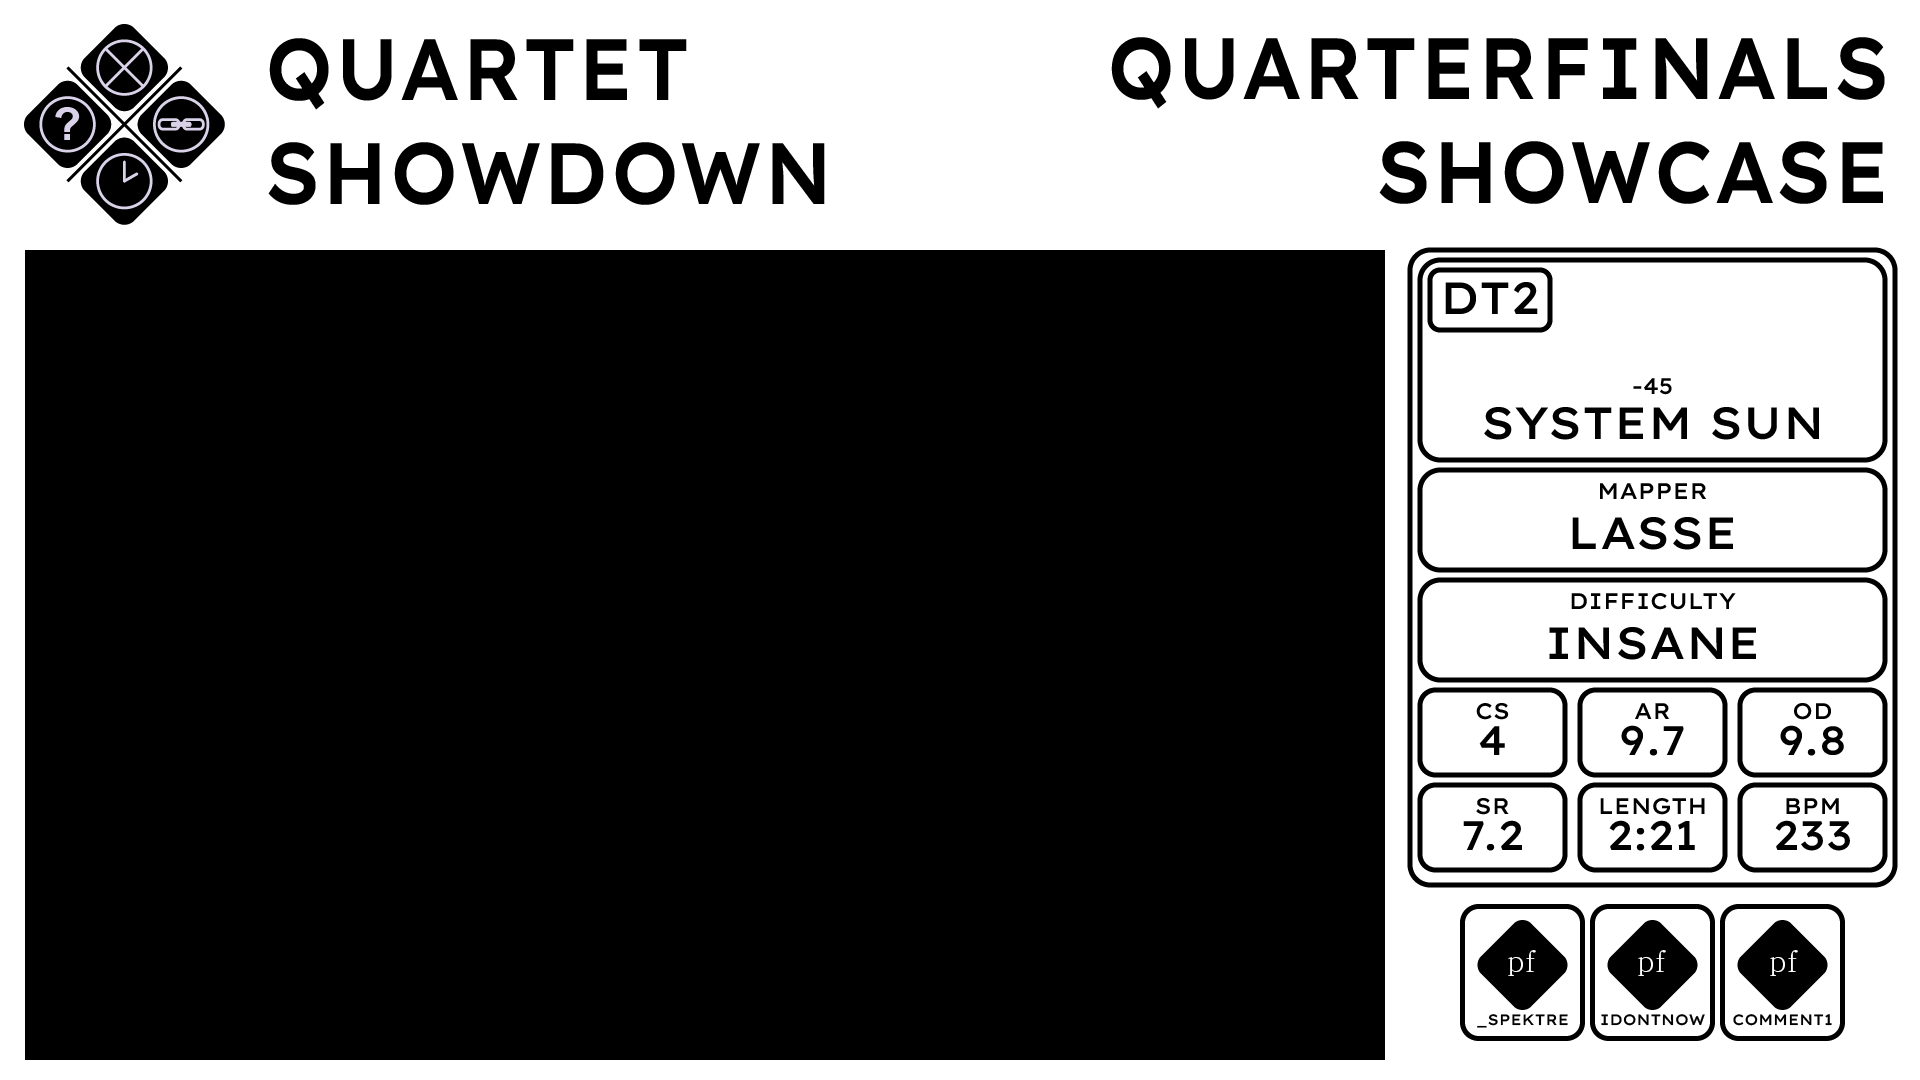 QUARTET
SHOWDOWN
QUARTERFINALS
SHOWCASE
?
DT2
-45
SYSTEM SUN
MAPPER
LASSE
DIFFICULTY
INSANE
CS
4
AR
9.7
OD
9.8
SR
7.2
LENGTH
2:21
BPM
233
pf
_SPEKTRE
pf
IDONTNOW
pf
COMMENT1